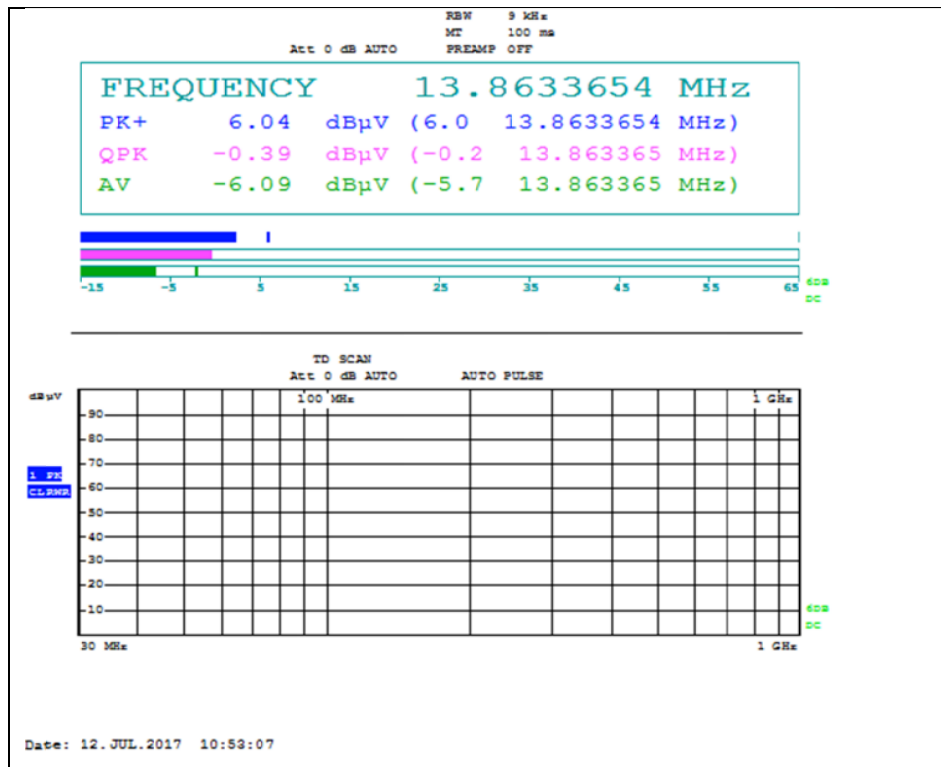 RBW 9 kHz
MT 100 ms
Att 0 dB AUTO PREAMP OFF
FREQUENCY 13.8633654 MHz
PK+ 6.04 dBµV (6.0 13.8633654 MHz)
QPK -0.39 dBµV (-0.2 13.863365 MHz)
AV -6.09 dBµV (-5.7 13.863365 MHz)
-15 -5 5 15 25 35 45 55 65
6DB
DC
TD SCAN
Att 0 dB AUTO AUTO PULSE
dBµV 100 MHz 1 GHz
90
80
70
1 PK
60
CLRWR
50
40
30
20
10
6DB
DC
30 MHz 1 GHz
Date: 12.JUL.2017 10:53:07